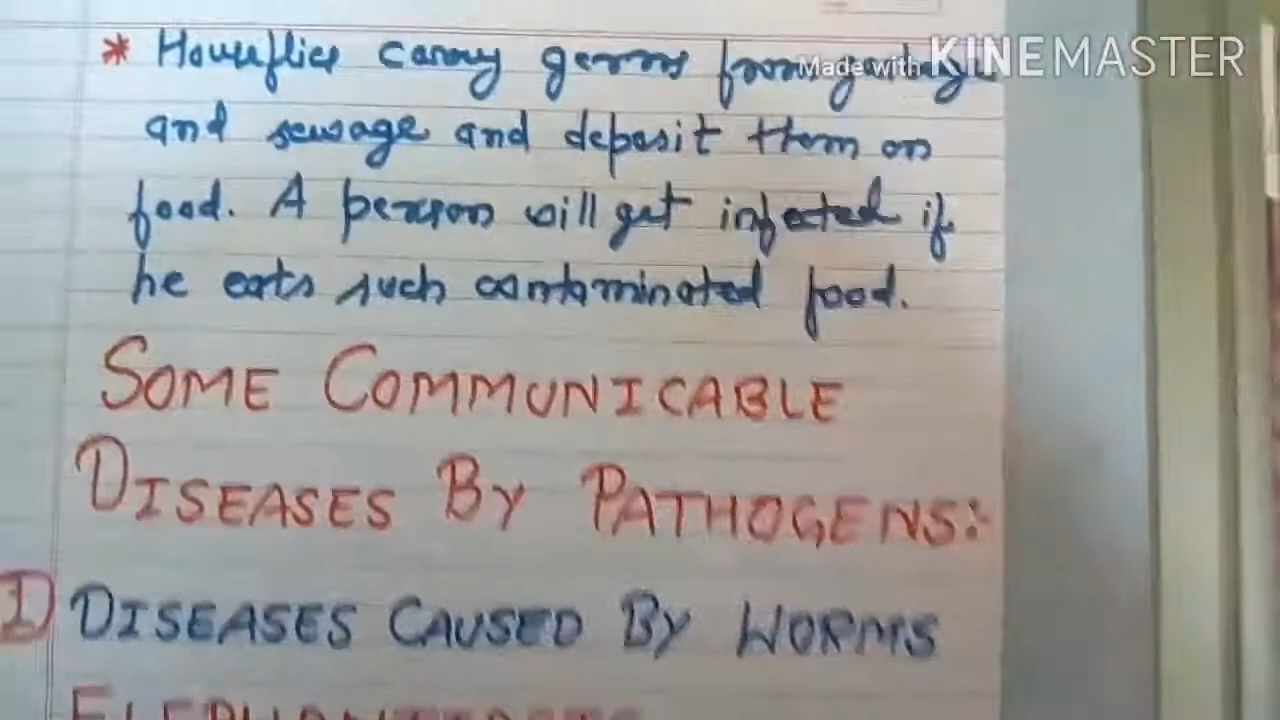 * Houseflies carry germs from garbage
Made with KINEMASTER
and sewage and deposit them on
food. A person will get infected if
he eats such contaminated food.
SOME COMMUNICABLE
DISEASES BY PATHOGENS:-
1) DISEASES CAUSED BY WORMS